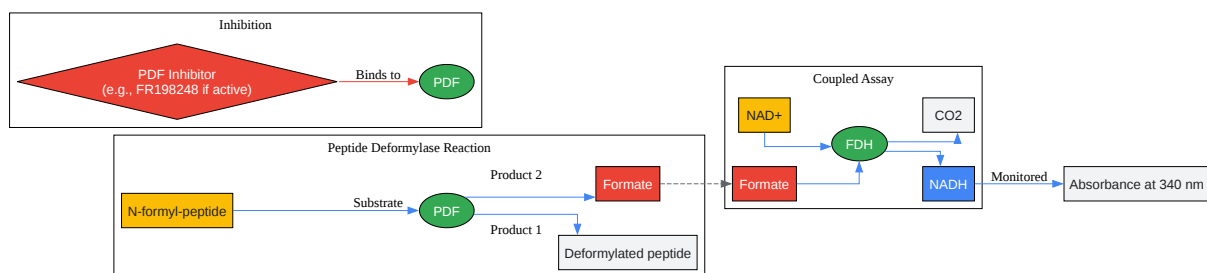 Inhibition
PDF Inhibitor
(e.g., FR198248 if active)
Binds to
PDF
Peptide Deformylase Reaction
N-formyl-peptide
Substrate
PDF
Product 2
Formate
Product 1
Deformylated peptide
Coupled Assay
NAD+
CO2
FDH
Formate
NADH
Monitored
Absorbance at 340 nm